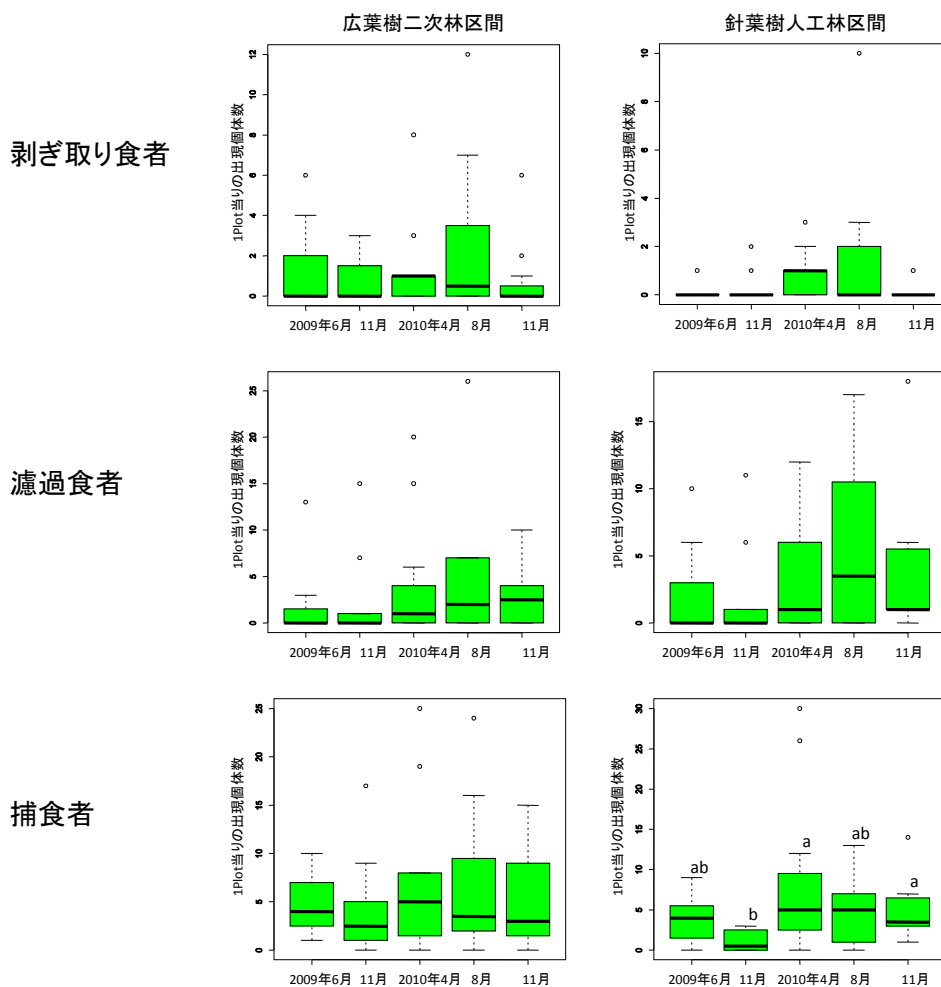 広葉樹二次林区間
針葉樹人工林区間
剥ぎ取り食者
1Plot当りの出現個体数
0 2 4 6 8 10 12
2009年6月 11月 2010年4月 8月 11月
1Plot当りの出現個体数
0 2 4 6 8 10
2009年6月 11月 2010年4月 8月 11月
濾過食者
1Plot当りの出現個体数
0 5 10 15 20 25
2009年6月 11月 2010年4月 8月 11月
1Plot当りの出現個体数
0 5 10 15
2009年6月 11月 2010年4月 8月 11月
捕食者
1Plot当りの出現個体数
0 5 10 15 20 25
2009年6月 11月 2010年4月 8月 11月
1Plot当りの出現個体数
0 5 10 15 20 25 30
ab b a ab a
2009年6月 11月 2010年4月 8月 11月